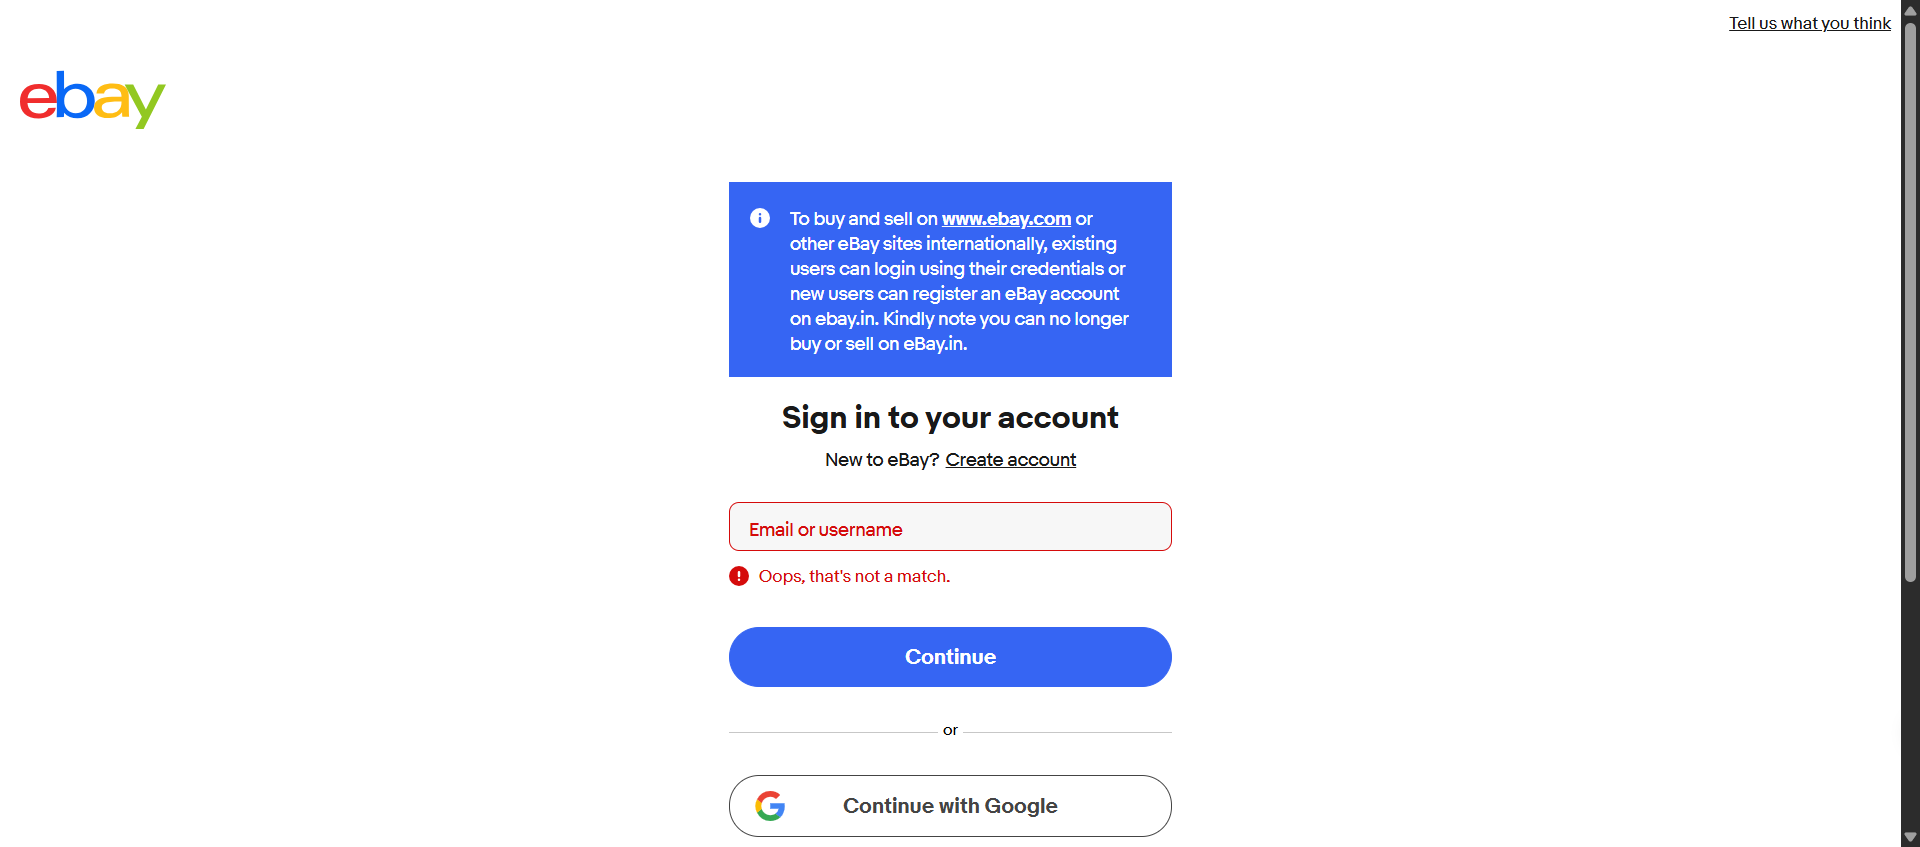 Tell us what you think
ebay
To buy and sell on www.ebay.com or
other eBay sites internationally, existing
users can login using their credentials or
new users can register an eBay account
on ebay.in. Kindly note you can no longer
buy or sell on eBay.in.
Sign in to your account
New to eBay? Create account
Email or username
Oops, that's not a match.
Continue
or
Continue with Google